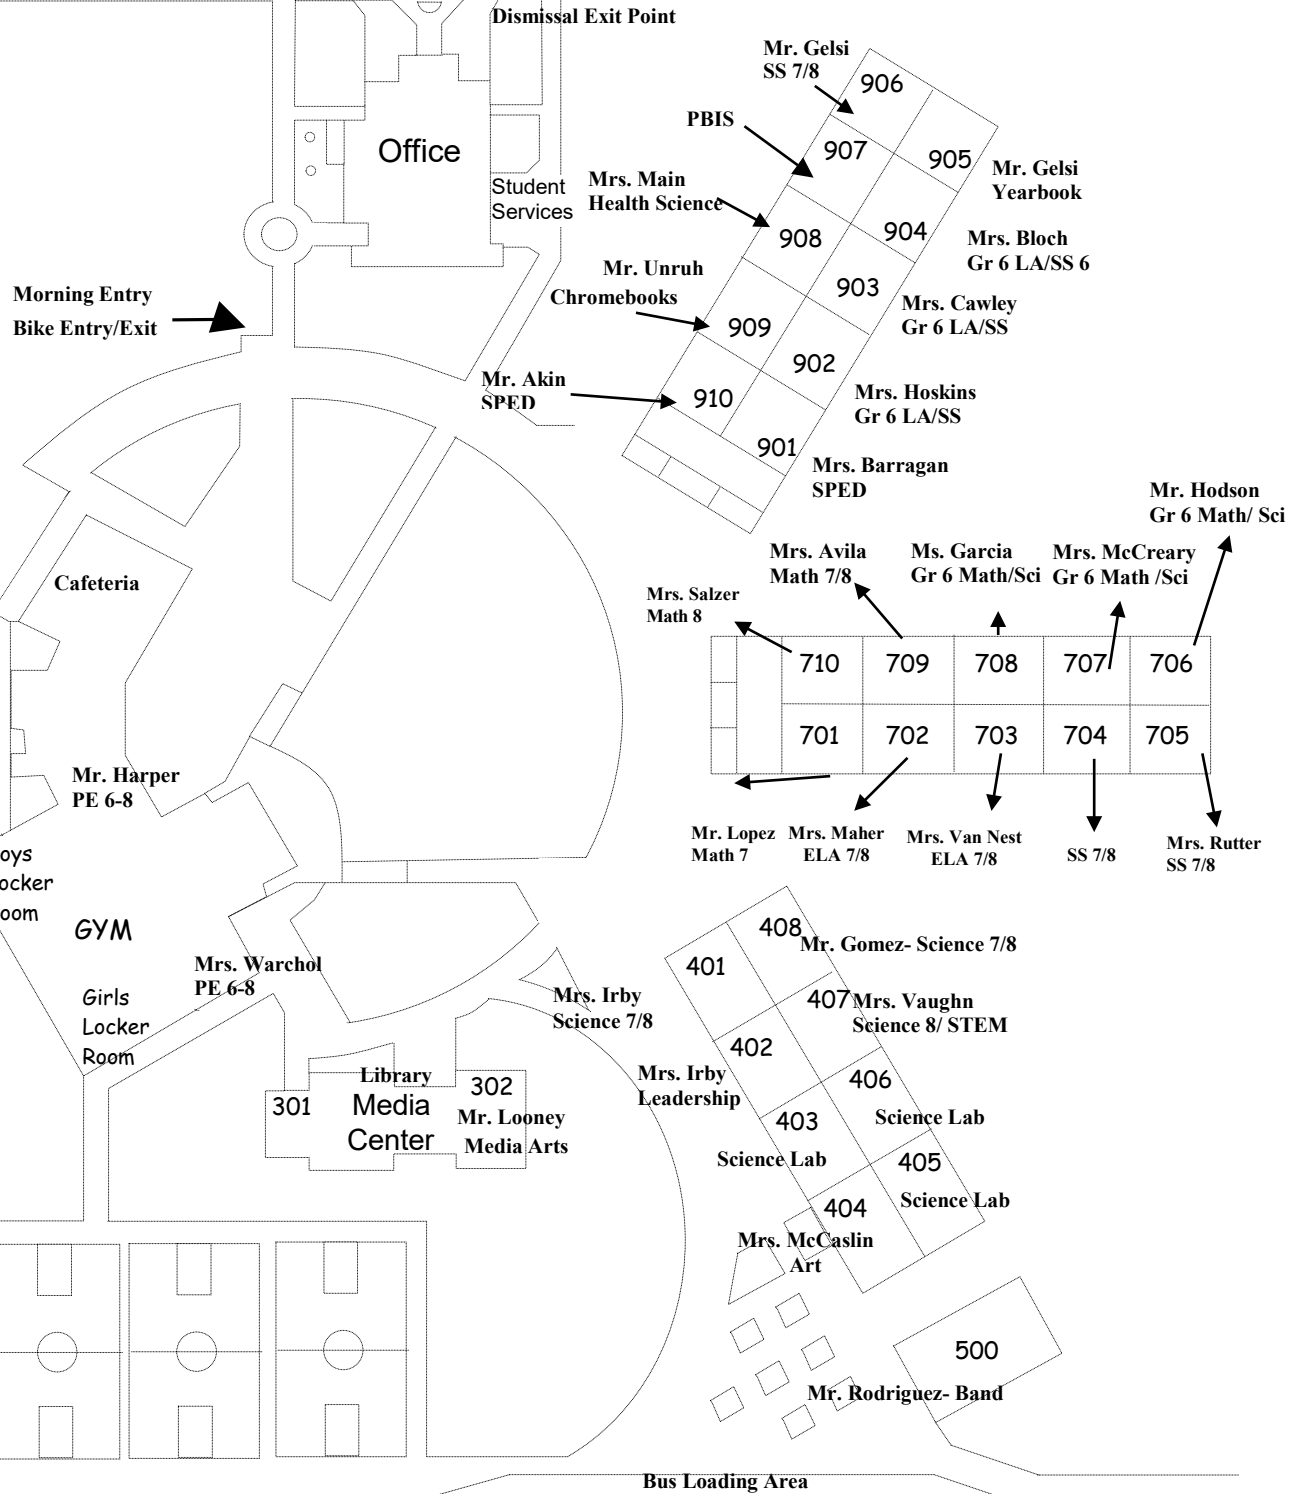 Dismissal Exit Point
Mr. Gelsi
SS 7/8
906
PBIS
907
905
Office
Mr. Gelsi
Yearbook
Student
Services
Mrs. Main
Health Science
908
904
Mrs. Bloch
Gr 6 LA/SS 6
Mr. Unruh
Chromebooks
903
Mrs. Cawley
Gr 6 LA/SS
Morning Entry
Bike Entry/Exit
909
902
Mr. Akin
SPED
910
Mrs. Hoskins
Gr 6 LA/SS
901
Mrs. Barragan
SPED
Mr. Hodson
Gr 6 Math/ Sci
Mrs. Avila
Math 7/8
Ms. Garcia
Gr 6 Math/Sci
Mrs. McCreary
Gr 6 Math /Sci
Cafeteria
Mrs. Salzer
Math 8
710
709
708
707
706
701
702
703
704
705
Mr. Harper
PE 6-8
Mr. Lopez
Math 7
Mrs. Maher
ELA 7/8
Mrs. Van Nest
ELA 7/8
SS 7/8
Mrs. Rutter
SS 7/8
oys
ocker
oom
GYM
408
Mr. Gomez- Science 7/8
401
Mrs. Warchol
PE 6-8
Girls
Locker
Room
Mrs. Irby
Science 7/8
407
Mrs. Vaughn
Science 8/ STEM
402
Mrs. Irby
Leadership
406
Science Lab
Library
Media
Center
301
302
Mr. Looney
Media Arts
403
Science Lab
405
Science Lab
404
Mrs. McCaslin
Art
500
Mr. Rodriguez- Band
Bus Loading Area